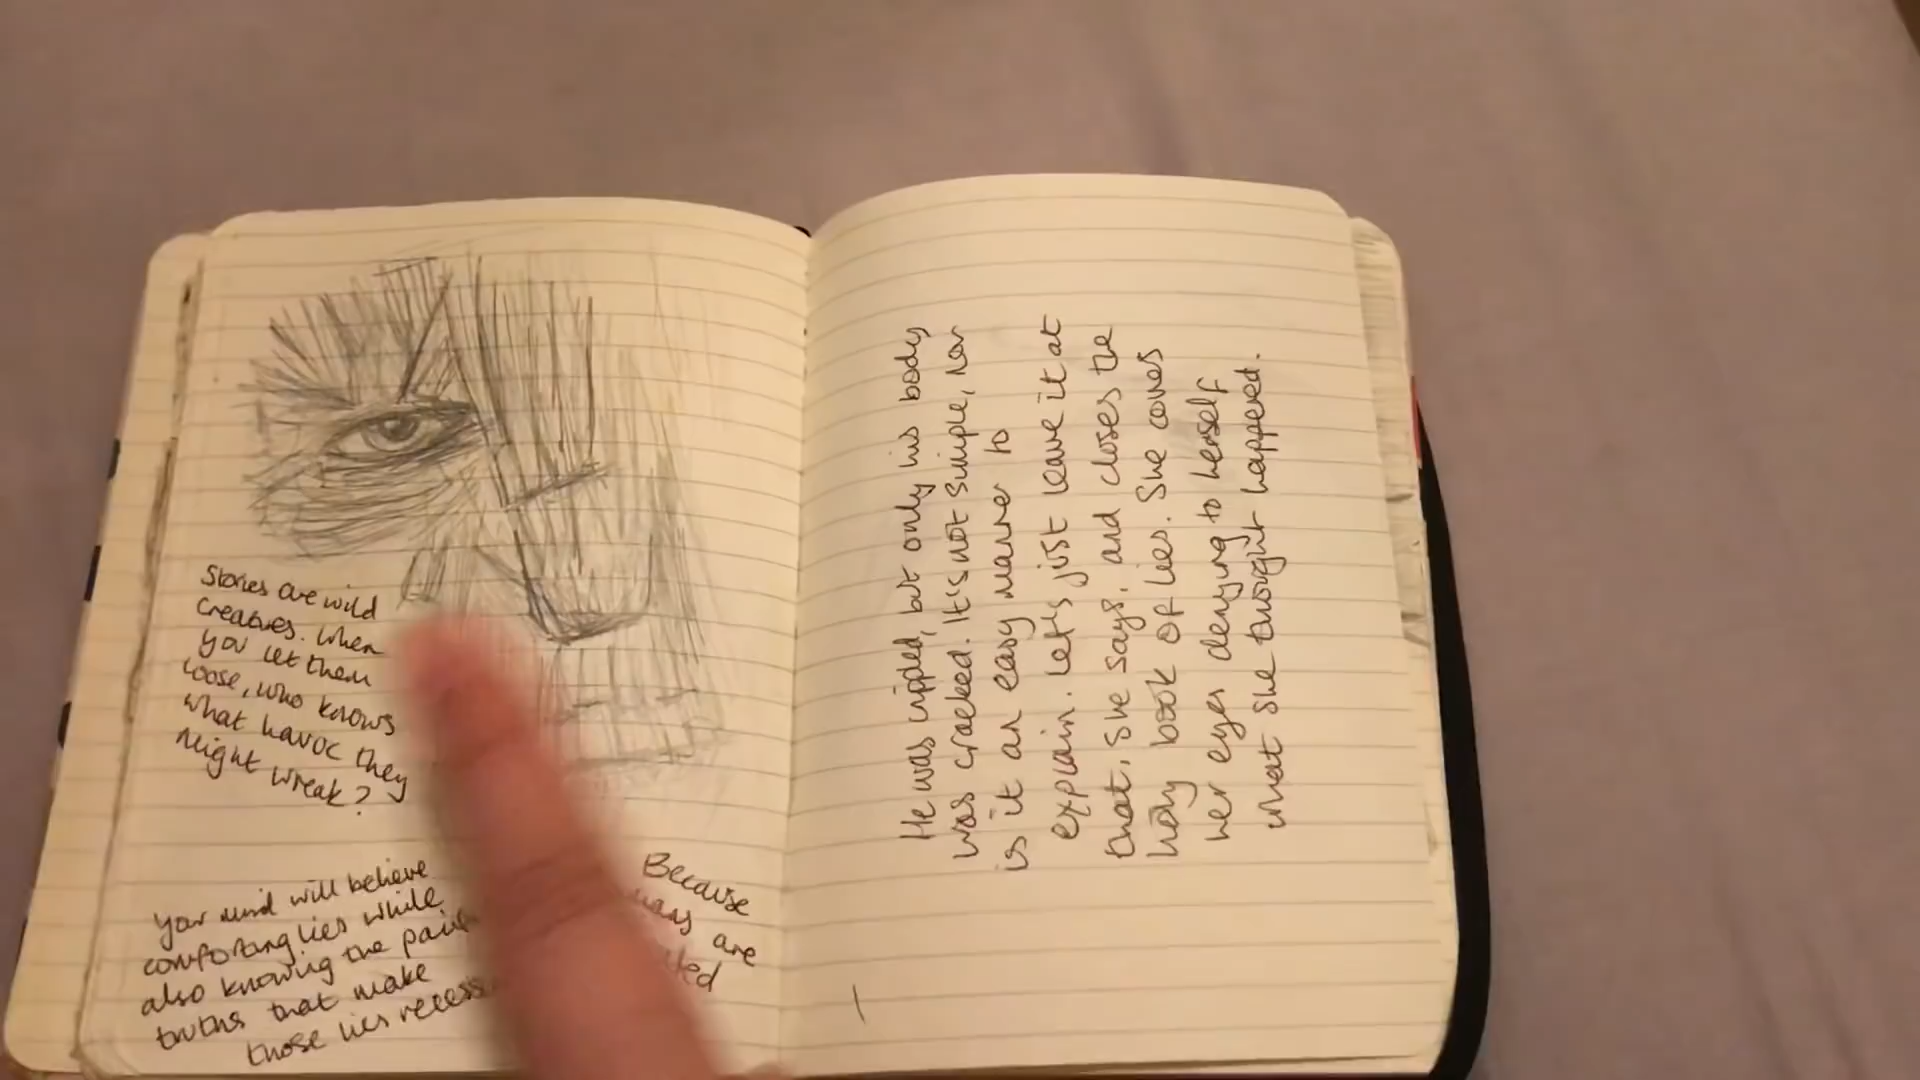 Stories are wild
creatures. When
you let them
loose, who knows
what havoc they
might wreak?
Your mind will believe
comforting lies while
also knowing the
truths that make
those lies
Because
are
He was crippled, but only his body
was cracked. It's not simple, nor
is it an easy manner to
explain. Let's just leave it at
that, she says, and closes the
holy book of lies. She covers
her eyes denying to herself
what she thought happened.